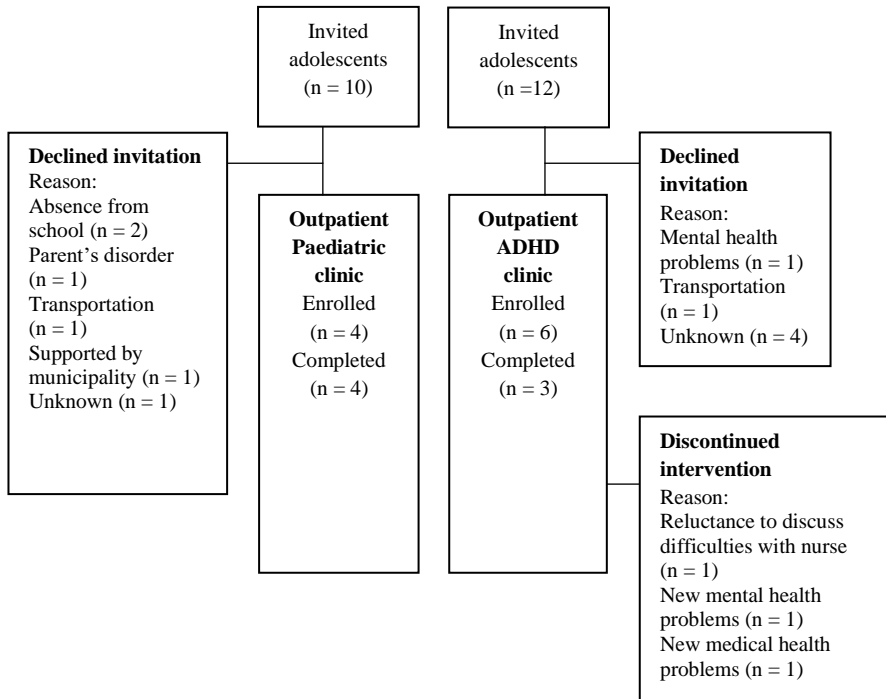 Invited
adolescents
(n = 10)
Invited
adolescents
(n =12)
Declined invitation
Reason:
Absence from
school (n = 2)
Parent's disorder
(n = 1)
Transportation
(n = 1)
Supported by
municipality (n = 1)
Unknown (n = 1)
Outpatient
Paediatric
clinic
Enrolled
(n = 4)
Completed
(n = 4)
Outpatient
ADHD
clinic
Enrolled
(n = 6)
Completed
(n = 3)
Declined
invitation
Reason:
Mental health
problems (n = 1)
Transportation
(n = 1)
Unknown (n = 4)
Discontinued
intervention
Reason:
Reluctance to discuss
difficulties with nurse
(n = 1)
New mental health
problems (n = 1)
New medical health
problems (n = 1)